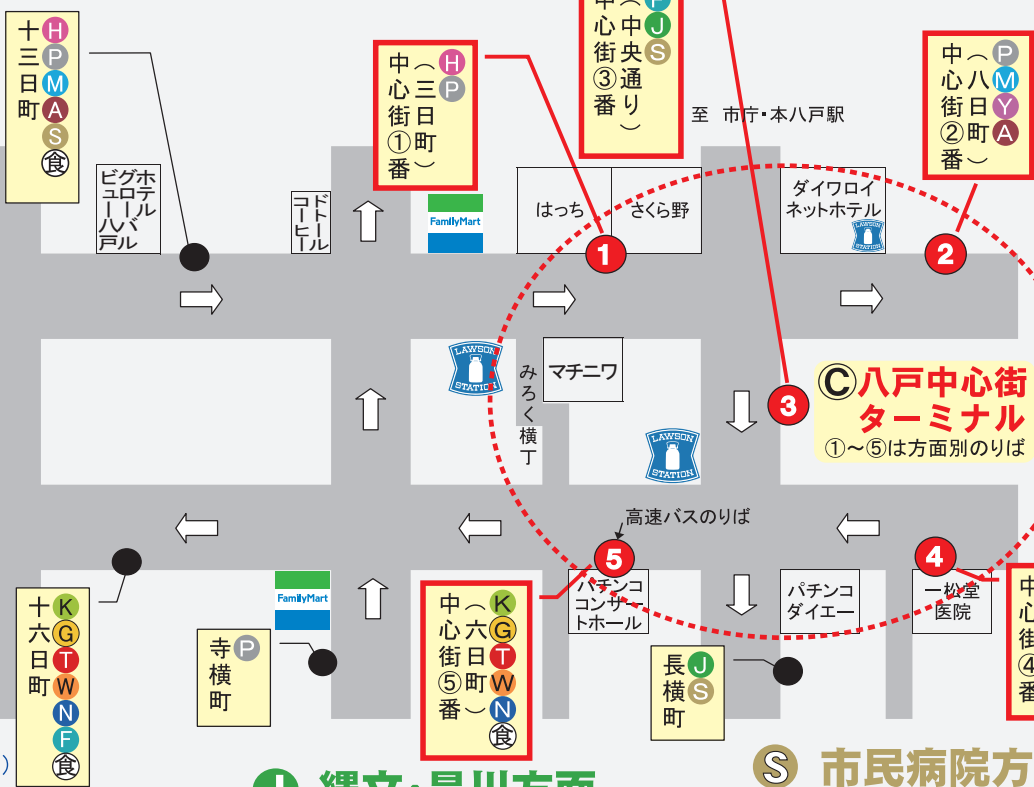 十三日町
H
P
M
A
S
食
中心街①番
（三日町）
H
P
中心街③番
（中央通り）
J
S
至 市庁・本八戸駅
中心街②番
（八日町）
P
M
Y
A
ホテル
グローバル
ビュー八戸
ドトール
コーヒー
FamilyMart
はっち
さくら野
ダイワロイ
ネットホテル
LAWSON
STATION
1
2
LAWSON
STATION
みろく横丁
マチニワ
LAWSON
STATION
3
Ⓒ八戸中心街
ターミナル
①～⑤は方面別のりば
高速バスのりば
5
4
パチンコ
コンサー
トホール
パチンコ
ダイエー
一松堂
医院
十六日町
K
G
T
W
N
F
食
FamilyMart
寺横町
P
中心街⑤番
（六日町）
K
G
T
W
N
食
長横町
J
S
S 市民病院方